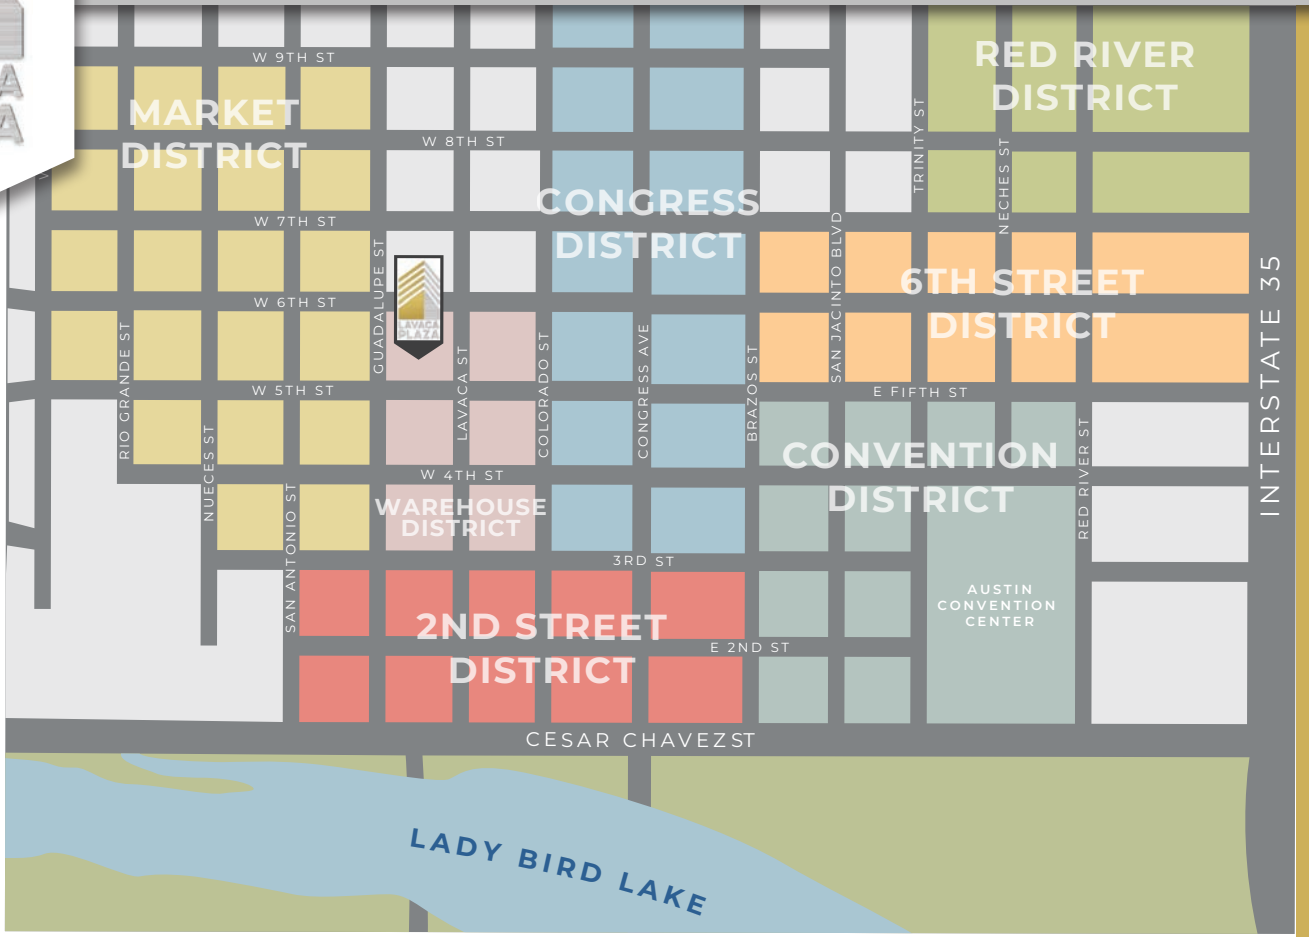 W 9TH ST
RED RIVER
DISTRICT
MARKET
DISTRICT
TRINITY ST
W 8TH ST
NECHES ST
CONGRESS
DISTRICT
W 7TH ST
SAN JACINTO BLVD
GUADALUPE ST
6TH STREET
DISTRICT
INTERSTATE 35
W 6TH ST
LAVACA
PLAZA
RIO GRANDE ST
LAVACA ST
COLORADO ST
CONGRESS AVE
BRAZOS ST
W 5TH ST
E FIFTH ST
NUECES ST
CONVENTION
DISTRICT
RED RIVER ST
W 4TH ST
SAN ANTONIO ST
WAREHOUSE
DISTRICT
3RD ST
AUSTIN
CONVENTION
CENTER
2ND STREET
DISTRICT
E 2ND ST
CESAR CHAVEZST
LADY BIRD LAKE